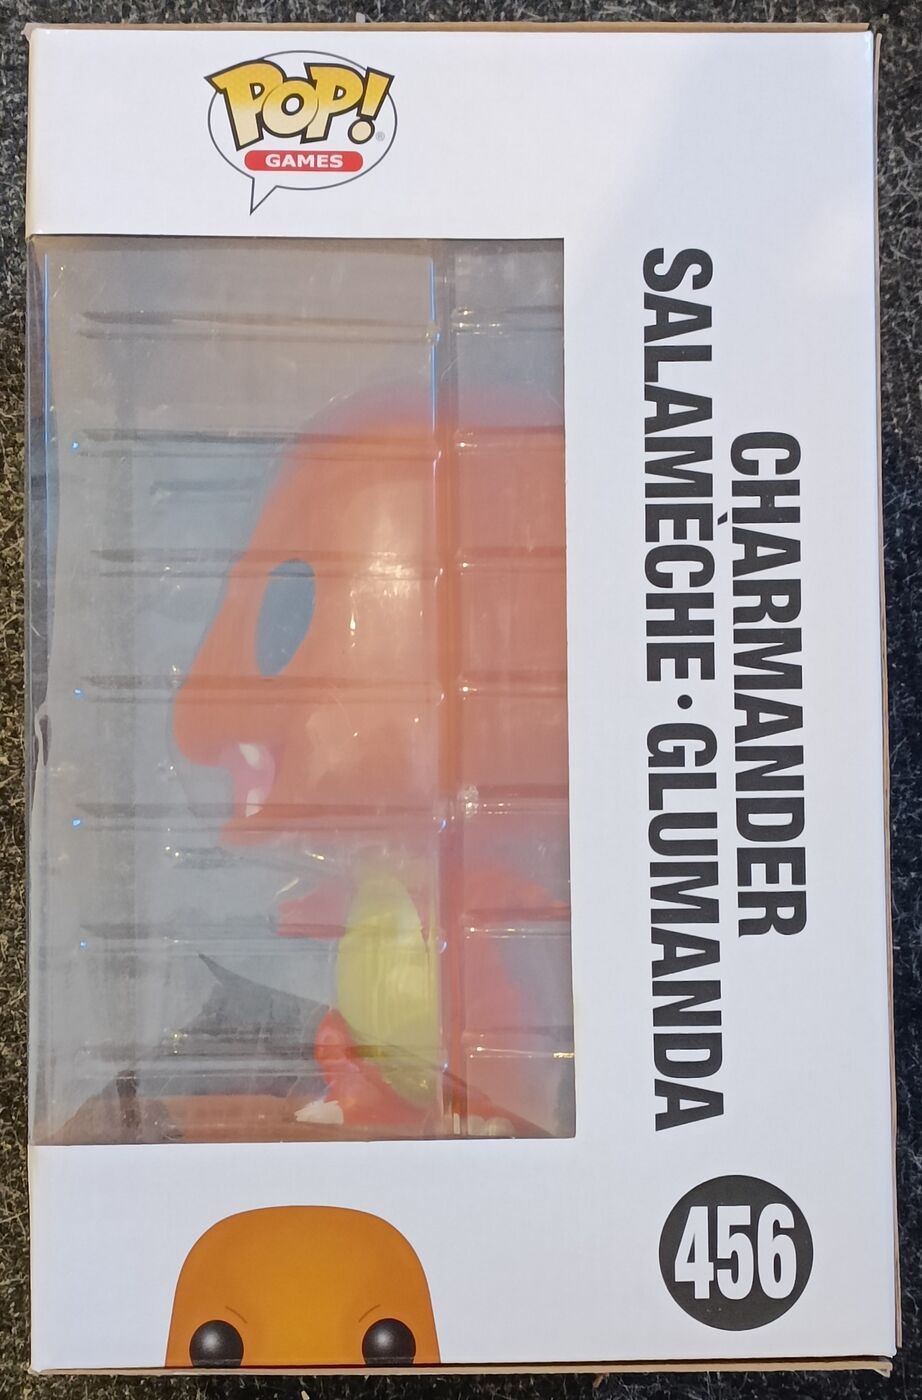 POP!
GAMES
CHARMANDER
SALAMÈCHE • GLUMANDA
456